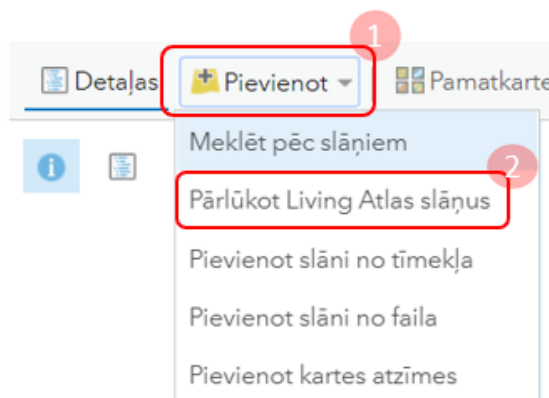 1
Detaļas Pievienot Pamatkarte
Meklēt pēc slāņiem
2
Pārlūkot Living Atlas slāņus
Pievienot slāni no tīmekļa
Pievienot slāni no faila
Pievienot kartes atzīmes